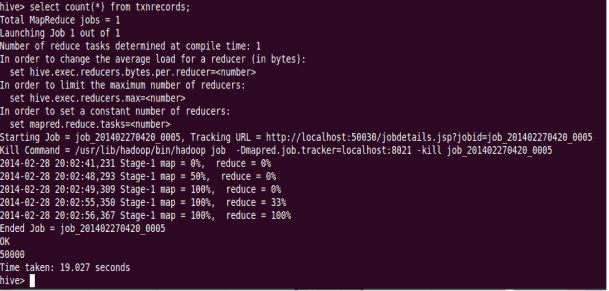 hive> select count(*) from txnrecords;
Total MapReduce jobs = 1
Launching Job 1 out of 1
Number of reduce tasks determined at compile time: 1
In order to change the average load for a reducer (in bytes):
  set hive.exec.reducers.bytes.per.reducer=<number>
In order to limit the maximum number of reducers:
  set hive.exec.reducers.max=<number>
In order to set a constant number of reducers:
  set mapred.reduce.tasks=<number>
Starting Job = job_201402270420_0005, Tracking URL = http://localhost:50030/jobdetails.jsp?jobid=job_201402270420_0005
Kill Command = /usr/lib/hadoop/bin/hadoop job  -Dmapred.job.tracker=localhost:8021 -kill job_201402270420_0005
2014-02-28 20:02:41,231 Stage-1 map = 0%,  reduce = 0%
2014-02-28 20:02:48,293 Stage-1 map = 50%,  reduce = 0%
2014-02-28 20:02:49,309 Stage-1 map = 100%,  reduce = 0%
2014-02-28 20:02:55,350 Stage-1 map = 100%,  reduce = 33%
2014-02-28 20:02:56,367 Stage-1 map = 100%,  reduce = 100%
Ended Job = job_201402270420_0005
OK
50000
Time taken: 19.027 seconds
hive>